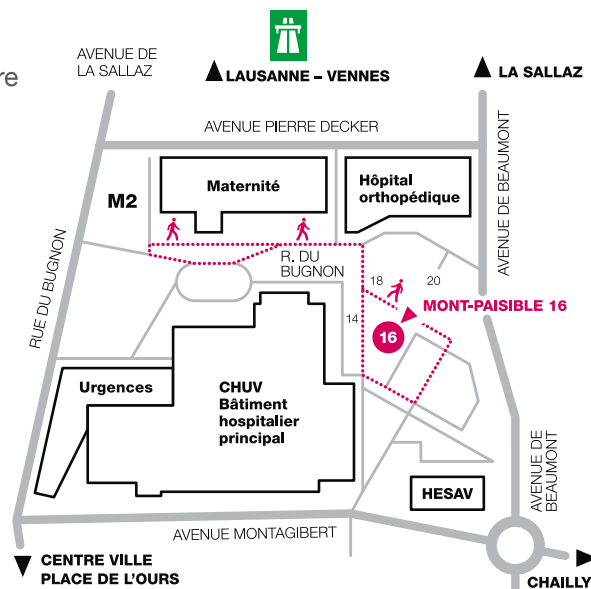 AVENUE DE
LA SALLAZ
re
LAUSANNE – VENNES
LA SALLAZ
AVENUE PIERRE DECKER
AVENUE DE BEAUMONT
M2
Maternité
Hôpital
orthopédique
RUE DU BUGNON
R. DU
BUGNON
18
20
MONT-PAISIBLE 16
14
16
Urgences
CHUV
Bâtiment
hospitalier
principal
HESAV
AVENUE DE
BEAUMONT
AVENUE MONTAGIBERT
CENTRE VILLE
PLACE DE L'OURS
CHAILLY